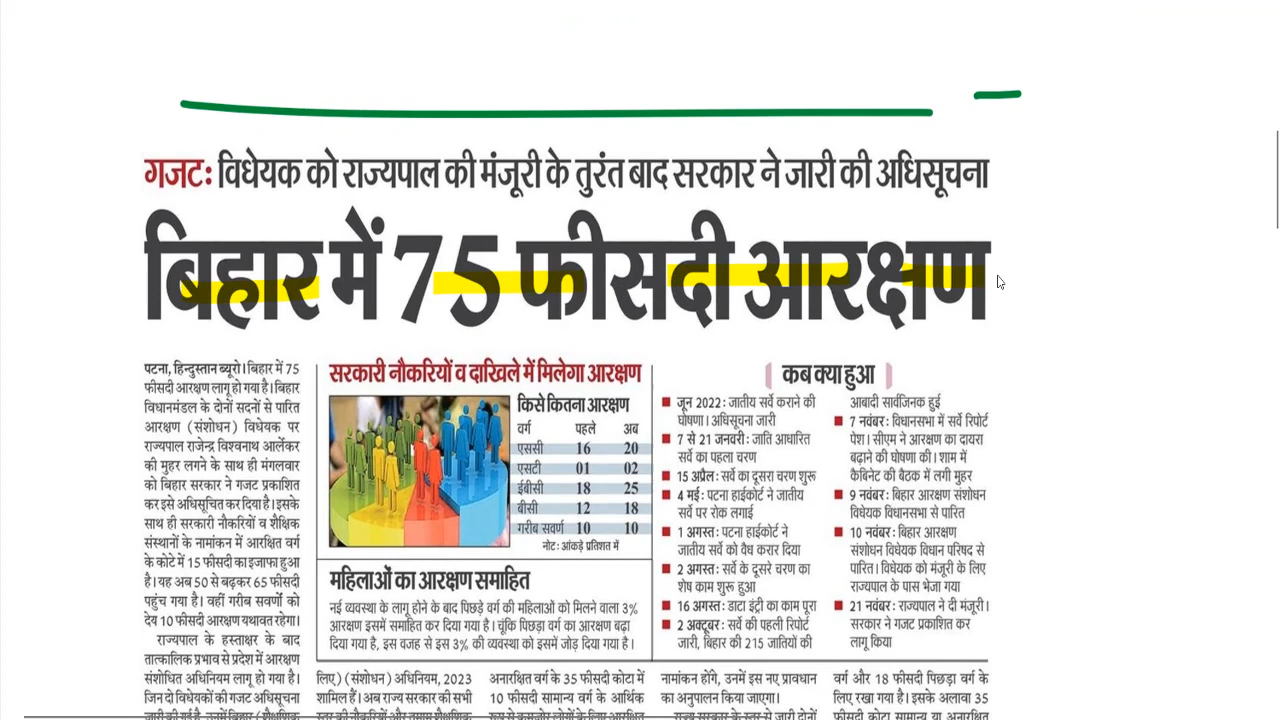 गजट: विधेयक को राज्यपाल की मंजूरी के तुरंत बाद सरकार ने जारी की अधिसूचना
बिहार में 75 फीसदी आरक्षण
पटना, हिन्दुस्तान ब्यूरो। बिहार में 75
फीसदी आरक्षण लागू हो गया है। बिहार
विधानमंडल के दोनों सदनों से पारित
आरक्षण (संशोधन) विधेयक पर
राज्यपाल राजेन्द्र विश्वनाथ आर्लेकर
की मुहर लगने के साथ ही मंगलवार
को बिहार सरकार ने गजट प्रकाशित
कर इसे अधिसूचित कर दिया है। इसके
साथ ही सरकारी नौकरियों व शैक्षिक
संस्थानों के नामांकन में आरक्षित वर्ग
के कोटे में 15 फीसदी का इजाफा हुआ
है। यह अब 50 से बढ़कर 65 फीसदी
पहुंच गया है। वहीं गरीब सवर्णों को
देय 10 फीसदी आरक्षण यथावत रहेगा।
राज्यपाल के हस्ताक्षर के बाद
तात्कालिक प्रभाव से प्रदेश में आरक्षण
संशोधित अधिनियम लागू हो गया है।
जिन दो विधेयकों की गजट अधिसूचना
सरकारी नौकरियों व दाखिले में मिलेगा आरक्षण
किसे कितना आरक्षण
वर्ग पहले अब
एससी 16 20
एसटी 01 02
ईबीसी 18 25
बीसी 12 18
गरीब सवर्ण 10 10
नोट: आंकड़े प्रतिशत में
महिलाओं का आरक्षण समाहित
नई व्यवस्था के लागू होने के बाद पिछड़े वर्ग की महिलाओं को मिलने वाला 3%
आरक्षण इसमें समाहित कर दिया गया है। चूंकि पिछड़ा वर्ग का आरक्षण बढ़ा
दिया गया है, इस वजह से इस 3% की व्यवस्था को इसमें जोड़ दिया गया है।
कब क्या हुआ
जून 2022: जातीय सर्वे कराने की
घोषणा। अधिसूचना जारी
7 से 21 जनवरी: जाति आधारित
सर्वे का पहला चरण
15 अप्रैल: सर्वे का दूसरा चरण शुरू
4 मई: पटना हाईकोर्ट ने जातीय
सर्वे पर रोक लगाई
1 अगस्त: पटना हाईकोर्ट ने
जातीय सर्वे को वैध करार दिया
2 अगस्त: सर्वे के दूसरे चरण का
शेष काम शुरू हुआ
16 अगस्त: डाटा इंट्री का काम पूरा
2 अक्टूबर: सर्वे की पहली रिपोर्ट
जारी, बिहार की 215 जातियों की
आबादी सार्वजनिक हुई
7 नवंबर: विधानसभा में सर्वे रिपोर्ट
पेश। सीएम ने आरक्षण का दायरा
बढ़ाने की घोषणा की। शाम में
कैबिनेट की बैठक में लगी मुहर
9 नवंबर: बिहार आरक्षण संशोधन
विधेयक विधानसभा से पारित
10 नवंबर: बिहार आरक्षण
संशोधन विधेयक विधान परिषद से
पारित। विधेयक को मंजूरी के लिए
राज्यपाल के पास भेजा गया
21 नवंबर: राज्यपाल ने दी मंजूरी।
सरकार ने गजट प्रकाशित कर
लागू किया
लिए) (संशोधन) अधिनियम, 2023
शामिल हैं। अब राज्य सरकार की सभी
अनारक्षित वर्ग के 35 फीसदी कोटा में
10 फीसदी सामान्य वर्ग के आर्थिक
नामांकन होंगे, उनमें इस नए प्रावधान
का अनुपालन किया जाएगा।
वर्ग और 18 फीसदी पिछड़ा वर्ग के
लिए रखा गया है। इसके अलावा 35